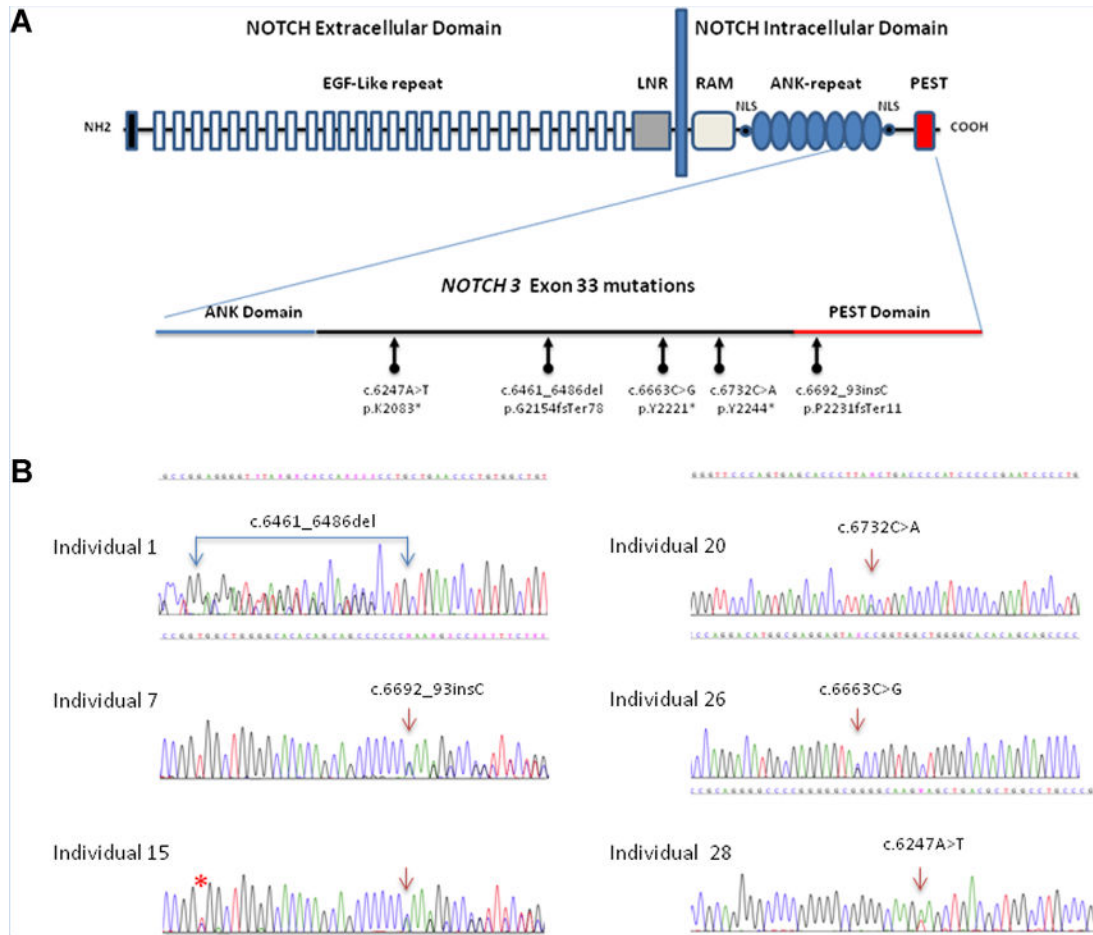 A
NOTCH Extracellular Domain
NOTCH Intracellular Domain
EGF-Like repeat
LNR
RAM
ANK-repeat
PEST
NLS
NLS
NH2
COOH
NOTCH 3 Exon 33 mutations
ANK Domain
PEST Domain
c.6247A>T
p.K2083*
c.6461_6486del
p.G2154fsTer78
c.6663C>G
p.Y2221*
c.6732C>A
p.Y2244*
c.6692_93insC
p.P2231fsTer11
B
c.6461_6486del
Individual 1
c.6692_93insC
Individual 7
Individual 15
*
GGGTTCCCAGTGAGCACCCTTA
c.6732C>A
Individual 20
c.6663C>G
Individual 26
c.6247A>T
Individual 28